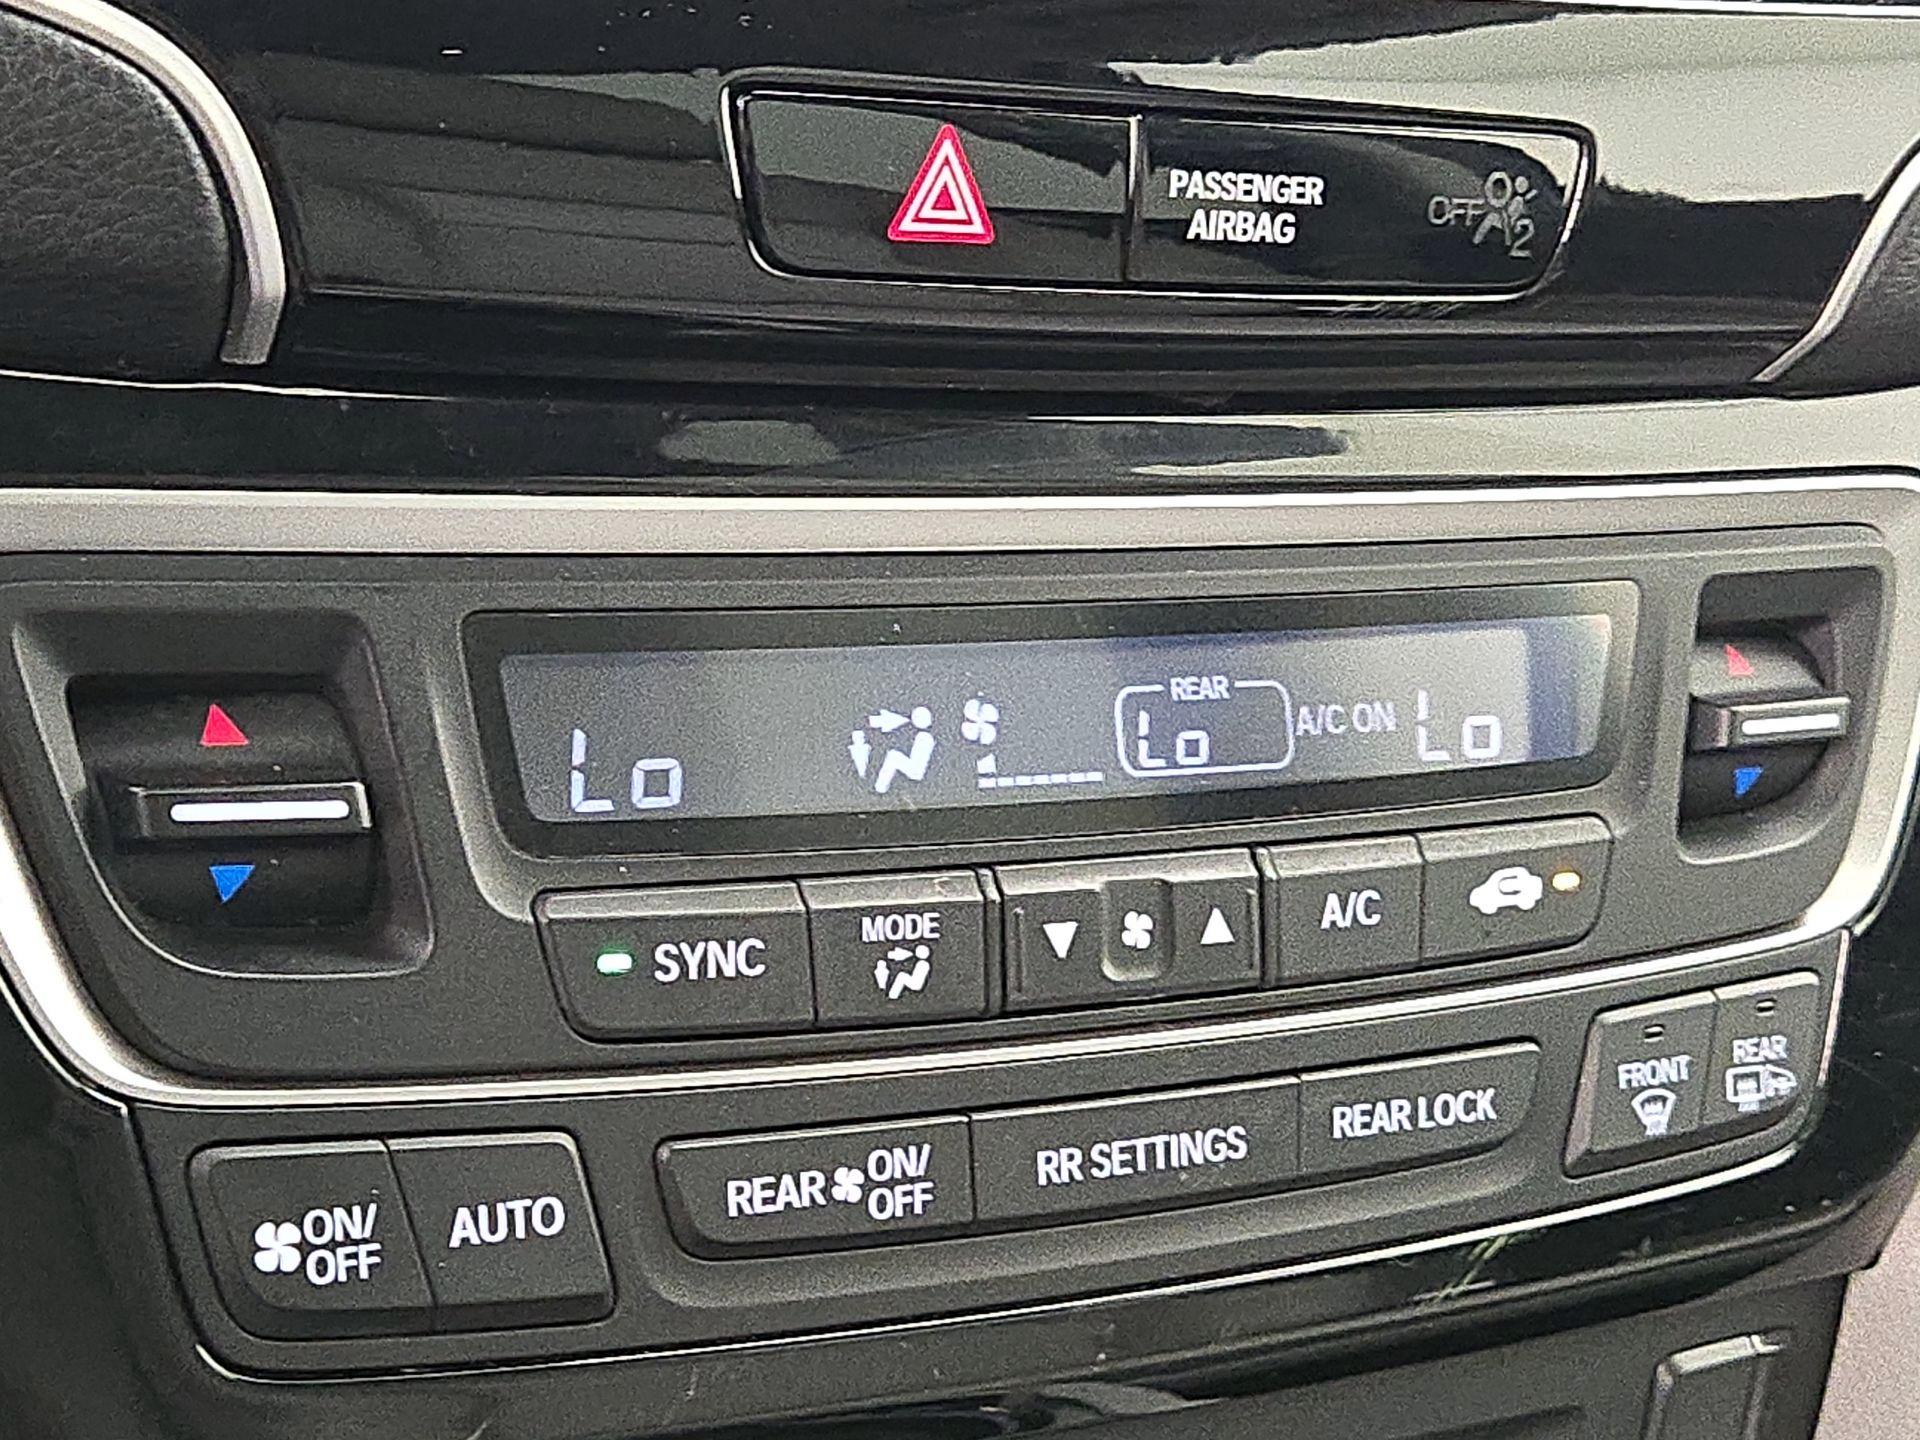 PASSENGER
AIRBAG
OFF
2
REAR
Lo
Lo
A/C ON
Lo
SYNC
MODE
A/C
FRONT
REAR
ON/
OFF
AUTO
REAR
ON/
OFF
RR SETTINGS
REAR LOCK